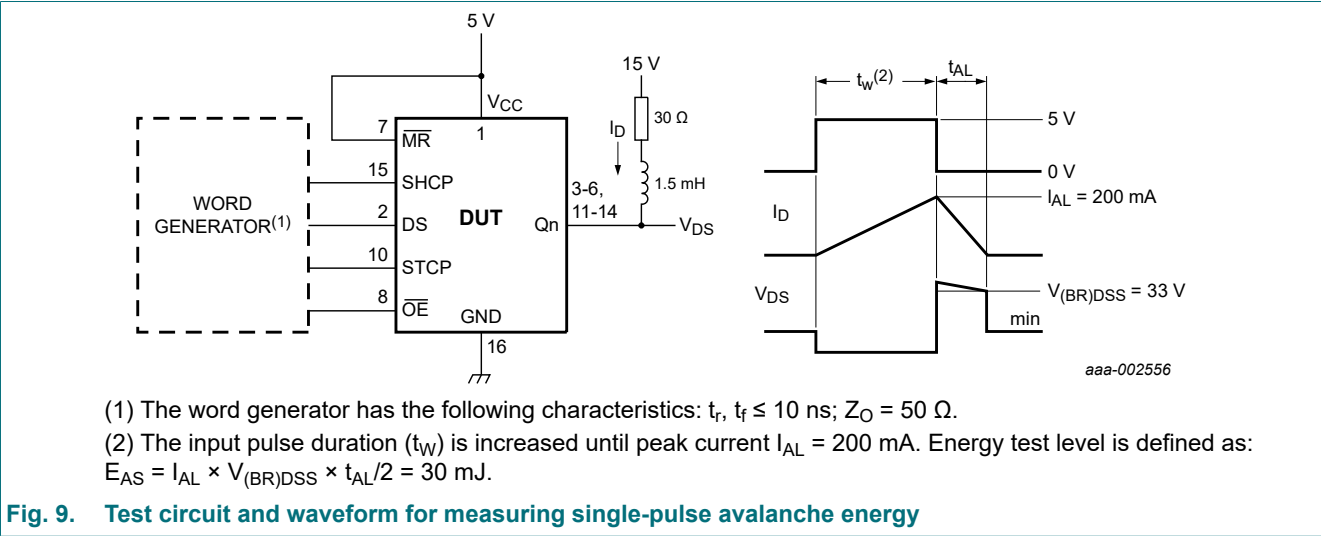 5 V
15 V
VCC
1
30 Ω
ID
1.5 mH
7
MR
15
SHCP
2
DS
10
STCP
8
OE
WORD
GENERATOR(1)
DUT
Qn
3-6,
11-14
VDS
GND
16
tW(2)
tAL
5 V
0 V
IAL = 200 mA
ID
VDS
V(BR)DSS = 33 V
min
aaa-002556
(1) The word generator has the following characteristics: tr, tf ≤ 10 ns; ZO = 50 Ω.
(2) The input pulse duration (tW) is increased until peak current IAL = 200 mA. Energy test level is defined as:
EAS = IAL × V(BR)DSS × tAL/2 = 30 mJ.
Fig. 9. Test circuit and waveform for measuring single-pulse avalanche energy